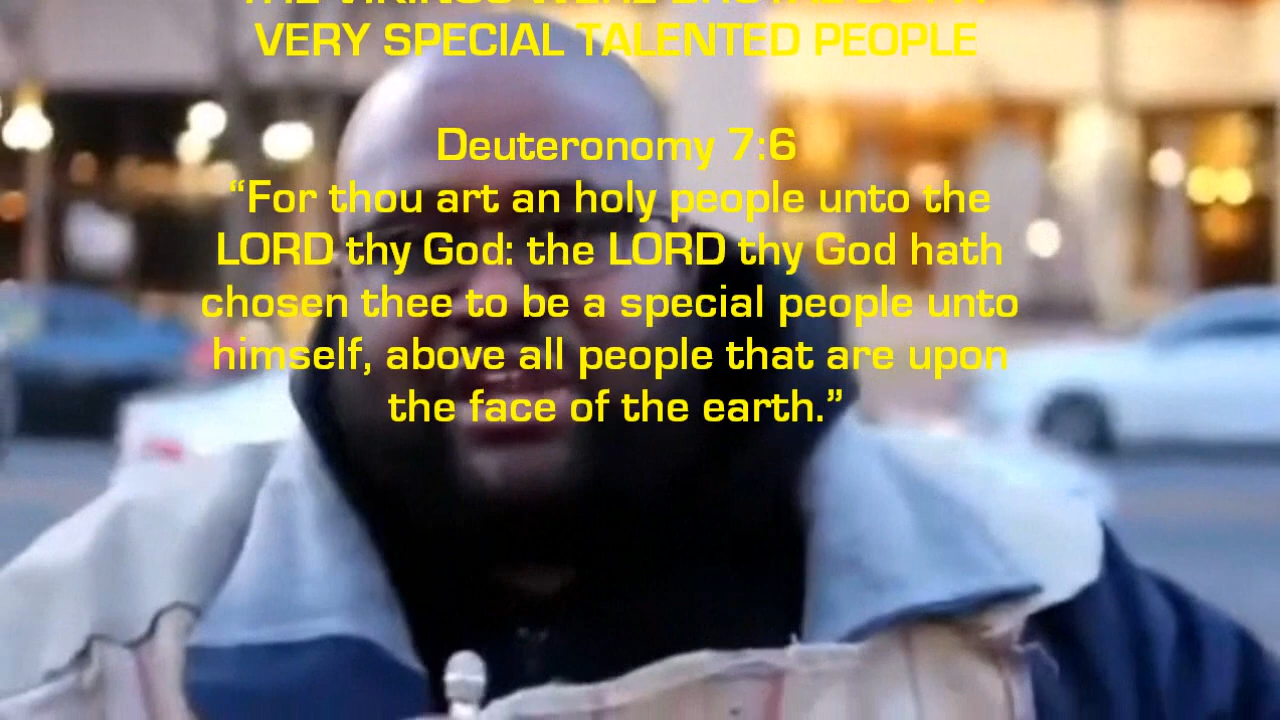 VERY SPECIAL TALENTED PEOPLE
Deuteronomy 7:6
“For thou art an holy people unto the
LORD thy God: the LORD thy God hath
chosen thee to be a special people unto
himself, above all people that are upon
the face of the earth.”